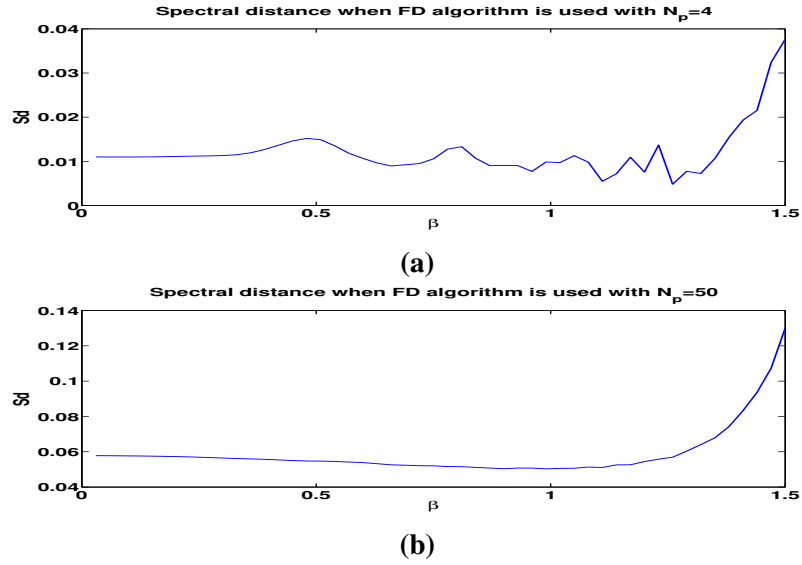 Spectral distance when FD algorithm is used with N_p=4
0.04
0.03
0.02
0.01
0
Sd
0 0.5 1 1.5
β
(a)
Spectral distance when FD algorithm is used with N_p=50
0.14
0.12
0.1
0.08
0.06
0.04
Sd
0 0.5 1 1.5
β
(b)